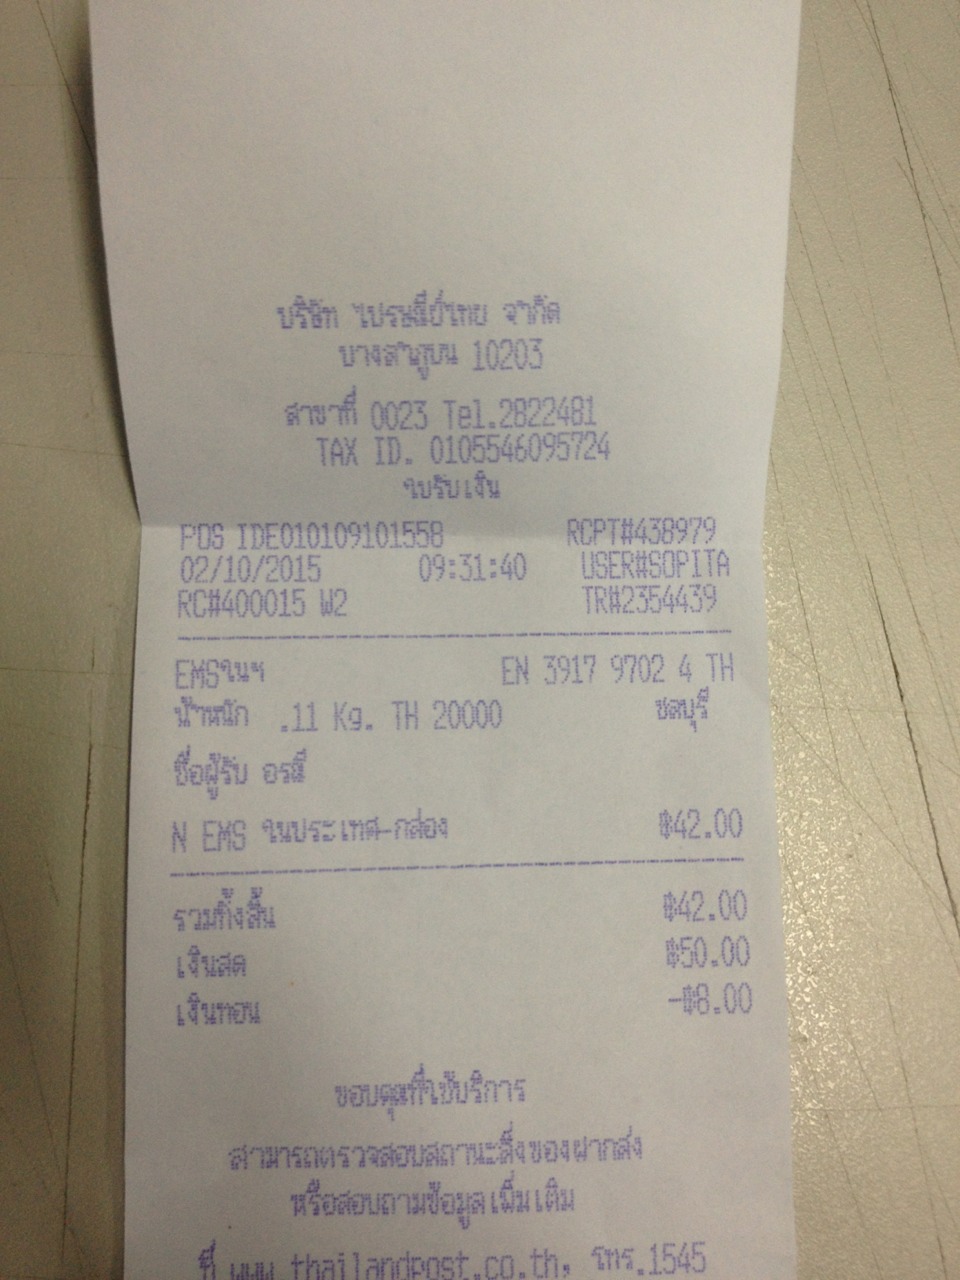 บริษัท ไปรษณีย์ไทย จำกัด
บางลำภูบน 10203
สาขาที่ 0023 Tel.2822481
TAX ID. 0105546095724
ใบรับเงิน
POS IDE010109101558 RCPT#438979
02/10/2015 09:31:40 USER#SOPITA
RC#400015 W2 TR#2354439
EMSในฯ EN 3917 9702 4 TH
น้ำหนัก .11 Kg. TH 20000 ชลบุรี
ชื่อผู้รับ อรณี
N EMS ในประเทศ-กล่อง ฿42.00
รวมทั้งสิ้น ฿42.00
เงินสด ฿50.00
เงินทอน -฿8.00
ขอบคุณที่ใช้บริการ
สามารถตรวจสอบสถานะสิ่งของฝากส่ง
หรือสอบถามข้อมูลเพิ่มเติม
ที่ www.thailandpost.co.th, โทร.1545